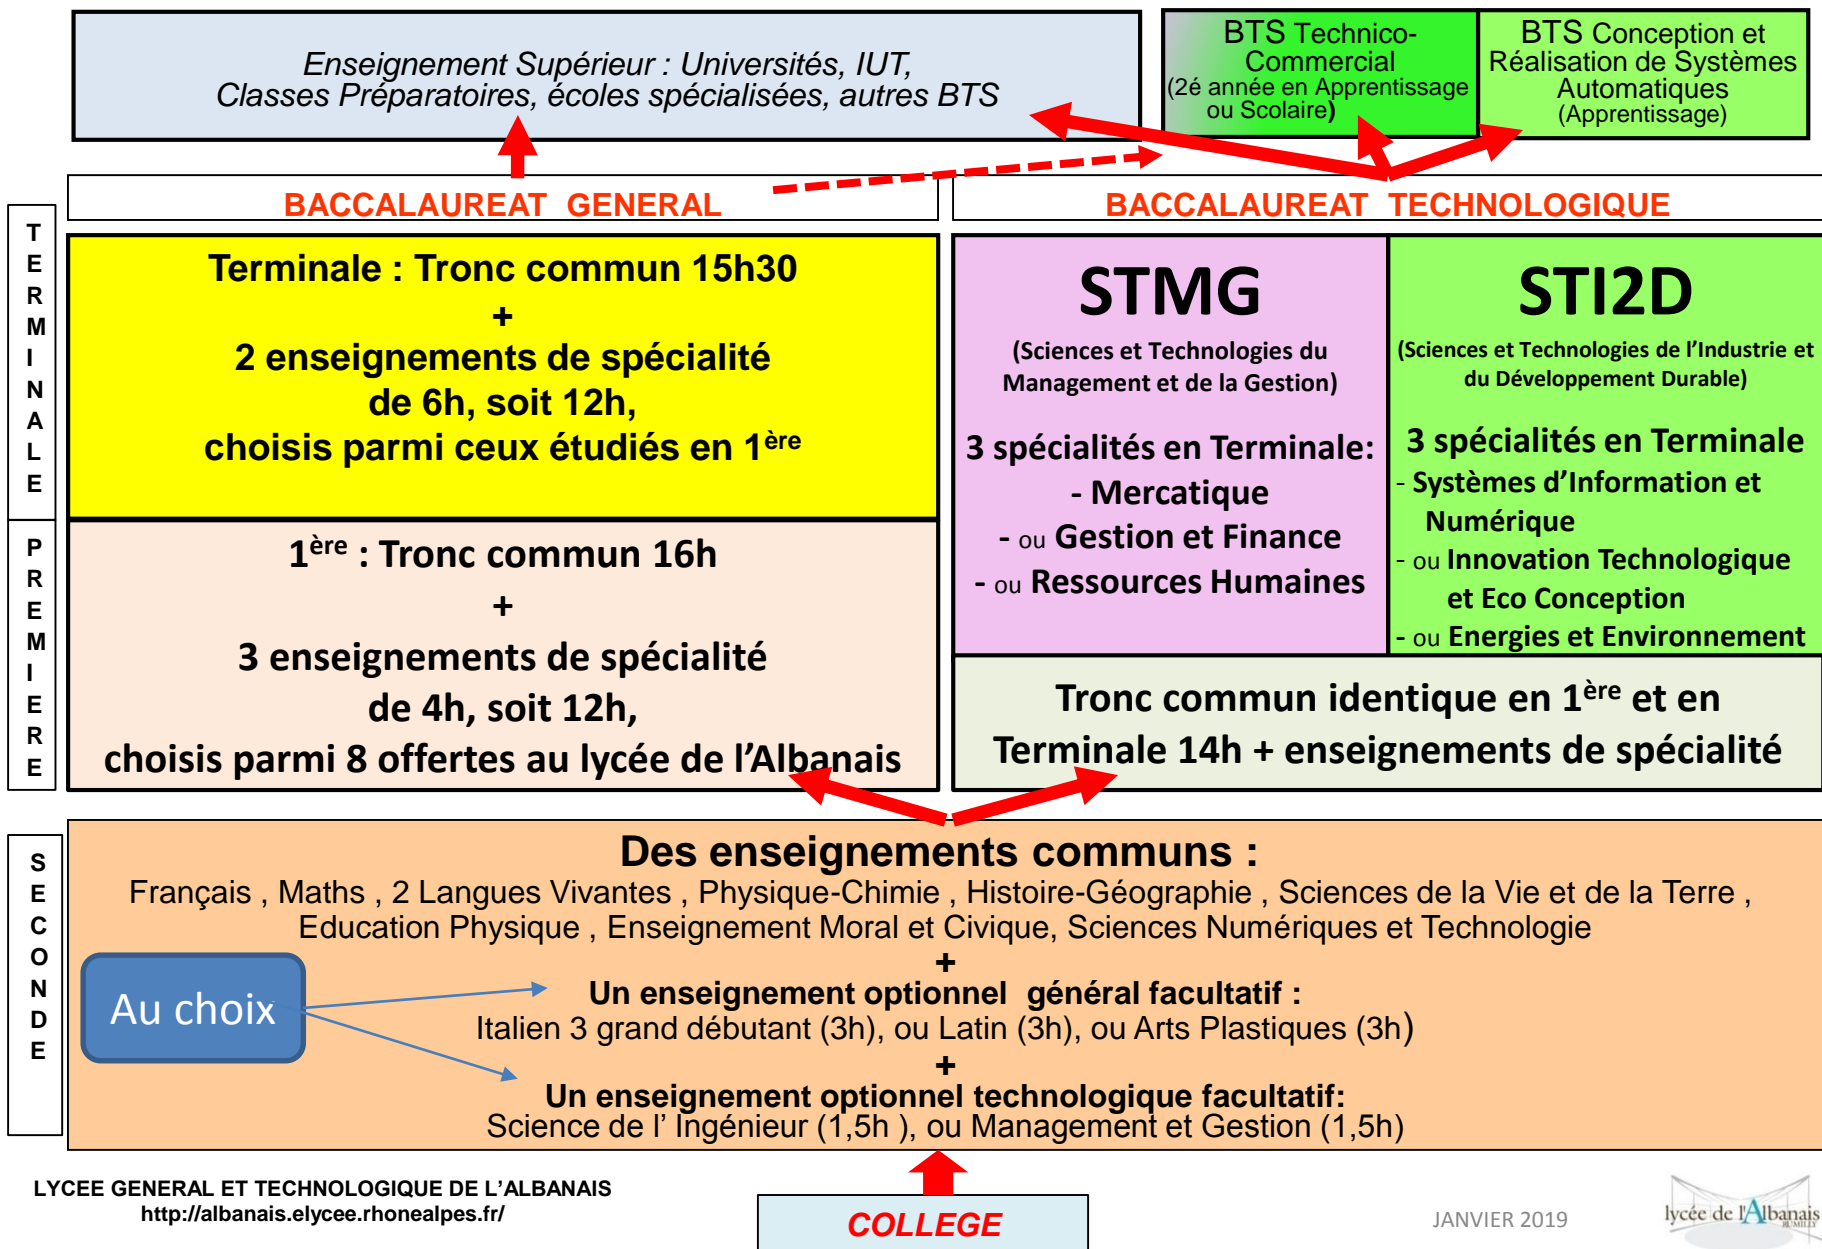 Enseignement Supérieur : Universités, IUT,
Classes Préparatoires, écoles spécialisées, autres BTS
BTS Technico-
Commercial
(2é année en Apprentissage
ou Scolaire)
BTS Conception et
Réalisation de Systèmes
Automatiques
(Apprentissage)
BACCALAUREAT GENERAL
BACCALAUREAT TECHNOLOGIQUE
TERMINALE
Terminale : Tronc commun 15h30
+
2 enseignements de spécialité
de 6h, soit 12h,
choisis parmi ceux étudiés en 1ère
STMG
(Sciences et Technologies du
Management et de la Gestion)
3 spécialités en Terminale:
- Mercatique
- ou Gestion et Finance
- ou Ressources Humaines
STI2D
(Sciences et Technologies de l’Industrie et
du Développement Durable)
3 spécialités en Terminale
- Systèmes d’Information et
Numérique
- ou Innovation Technologique
et Eco Conception
- ou Energies et Environnement
PREMIERE
1ère : Tronc commun 16h
+
3 enseignements de spécialité
de 4h, soit 12h,
choisis parmi 8 offertes au lycée de l’Albanais
Tronc commun identique en 1ère et en
Terminale 14h + enseignements de spécialité
SECONDE
Des enseignements communs :
Français , Maths , 2 Langues Vivantes , Physique-Chimie , Histoire-Géographie , Sciences de la Vie et de la Terre ,
Education Physique , Enseignement Moral et Civique, Sciences Numériques et Technologie
+
Au choix
Un enseignement optionnel général facultatif :
Italien 3 grand débutant (3h), ou Latin (3h), ou Arts Plastiques (3h)
+
Un enseignement optionnel technologique facultatif:
Science de l’ Ingénieur (1,5h ), ou Management et Gestion (1,5h)
LYCEE GENERAL ET TECHNOLOGIQUE DE L’ALBANAIS
http://albanais.elycee.rhonealpes.fr/
COLLEGE
JANVIER 2019
lycée de l'Albanais
RUMILLY